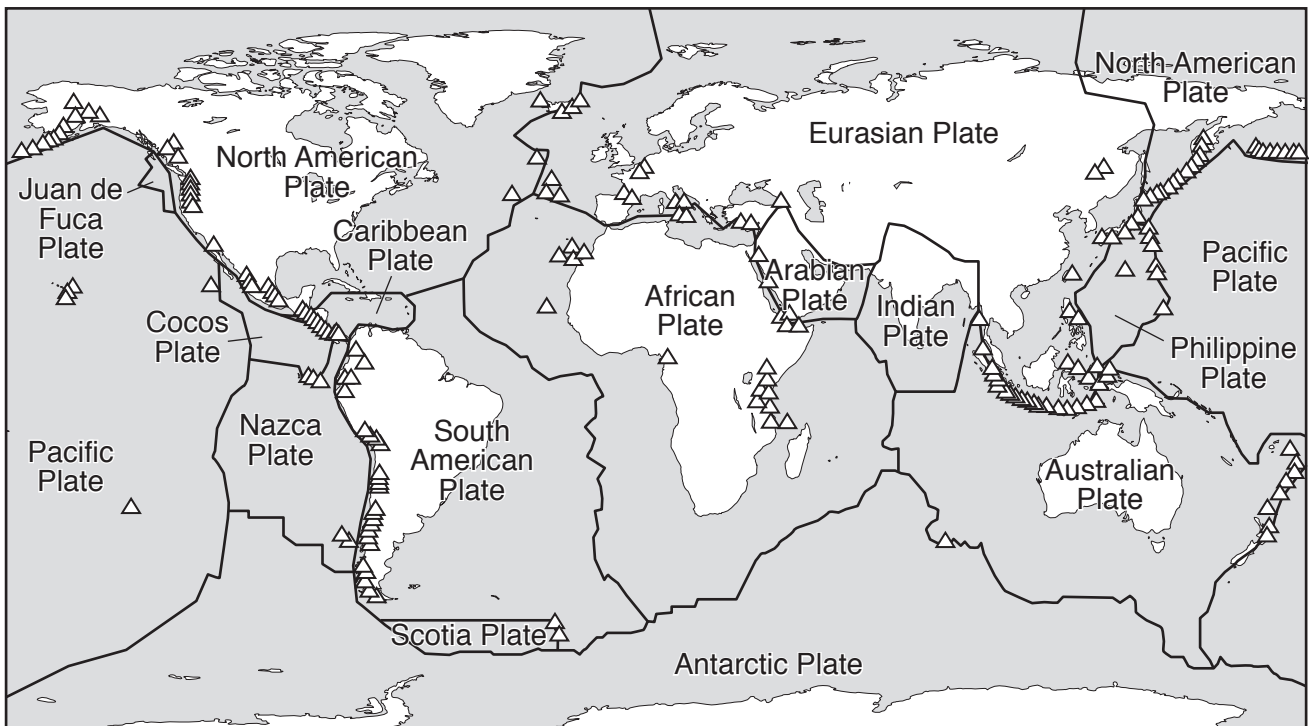 North American
Plate
Eurasian Plate
North American
Plate
Juan de
Fuca
Plate
Caribbean
Plate
Pacific
Plate
Arabian
Plate
African
Plate
Indian
Plate
Cocos
Plate
Philippine
Plate
Nazca
Plate
South
American
Plate
Pacific
Plate
Australian
Plate
Scotia Plate
Antarctic Plate